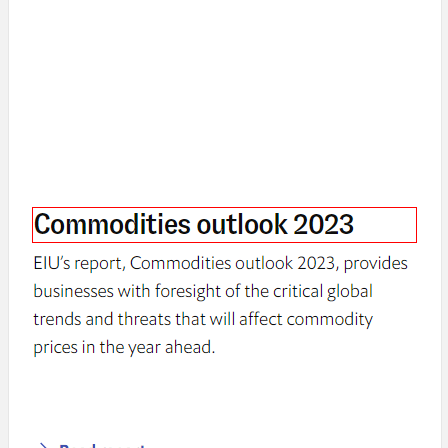 Commodities outlook 2023
EIU's report, Commodities outlook 2023, provides
businesses with foresight of the critical global
trends and threats that will affect commodity
prices in the year ahead.